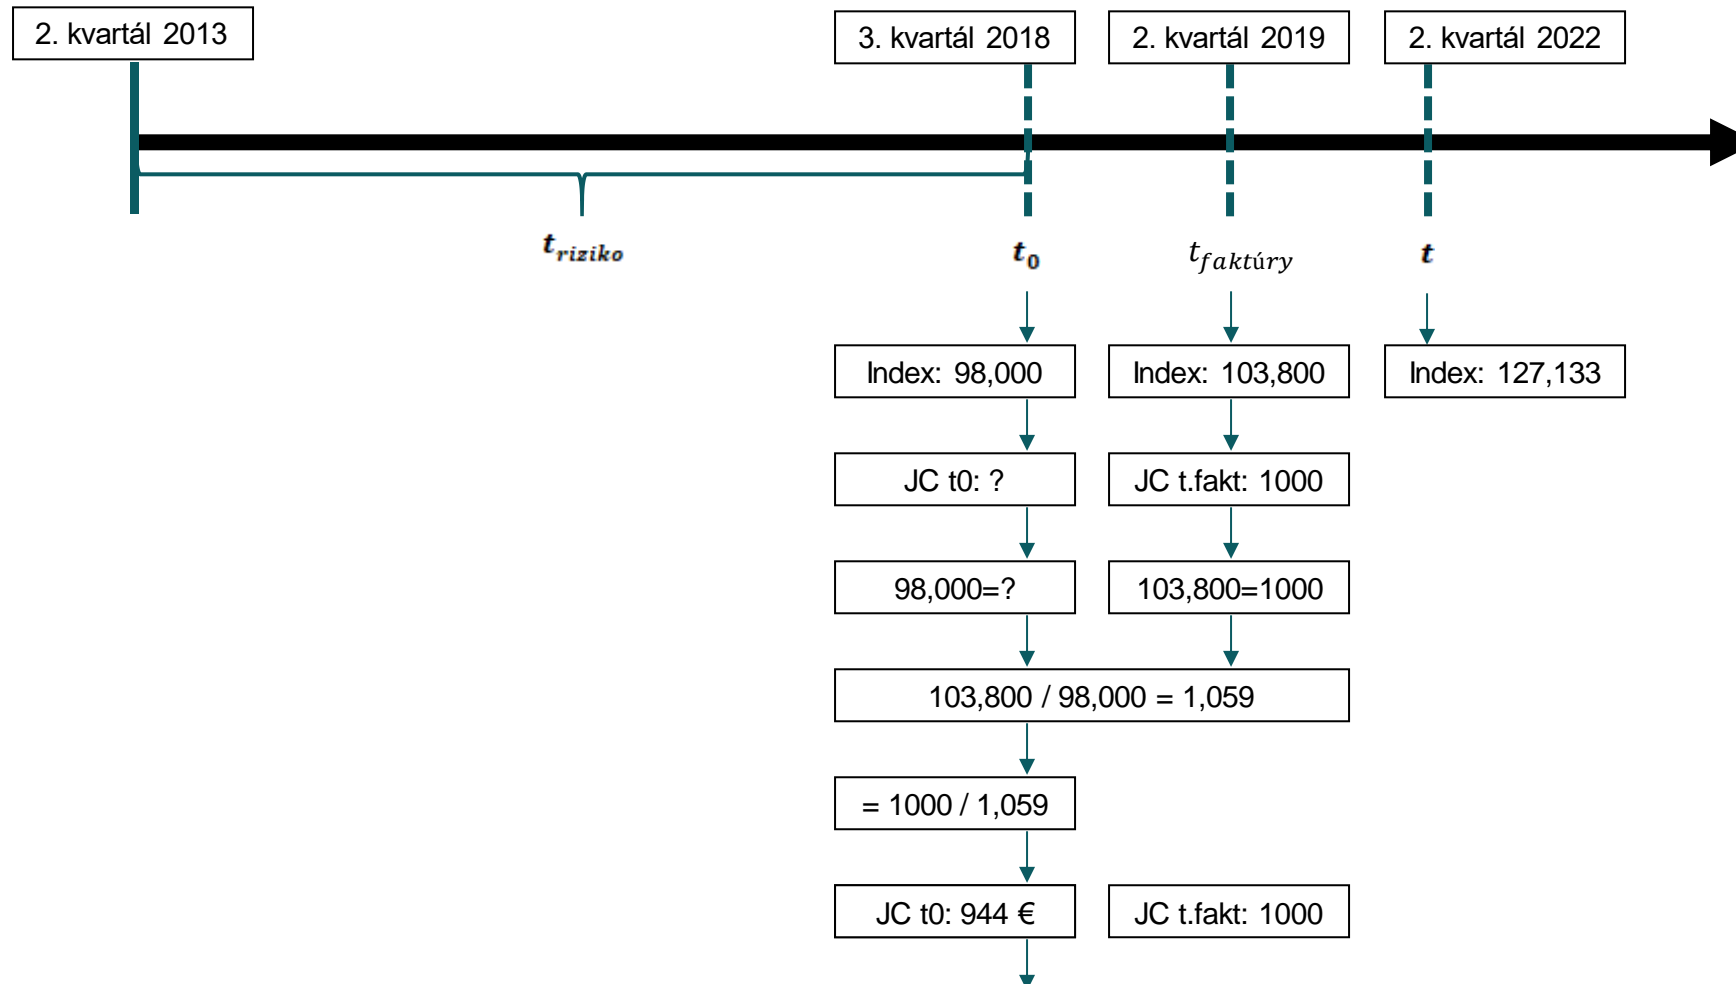 2. kvartál 2013
3. kvartál 2018
2. kvartál 2019
2. kvartál 2022
t_riziko
t_0
t_faktúry
t
Index: 98,000
Index: 103,800
Index: 127,133
JC t0: ?
JC t.fakt: 1000
98,000=?
103,800=1000
103,800 / 98,000 = 1,059
= 1000 / 1,059
JC t0: 944 €
JC t.fakt: 1000